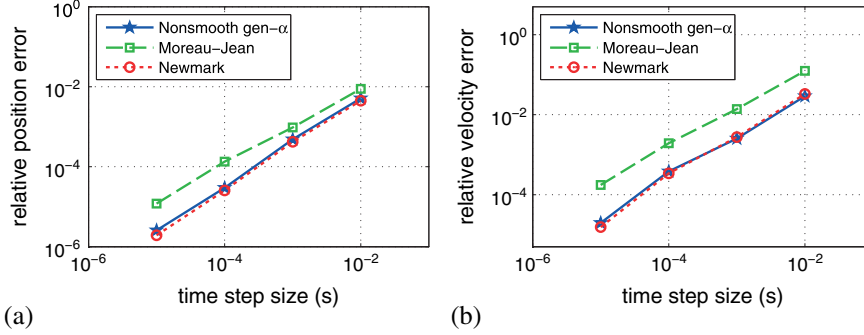 10^0
10^−2
10^−4
10^−6
10^−6
10^−4
10^−2
relative position error
time step size (s)
Nonsmooth gen−α
Moreau−Jean
Newmark
(a)
10^0
10^−2
10^−4
10^−6
10^−4
10^−2
relative velocity error
time step size (s)
Nonsmooth gen−α
Moreau−Jean
Newmark
(b)